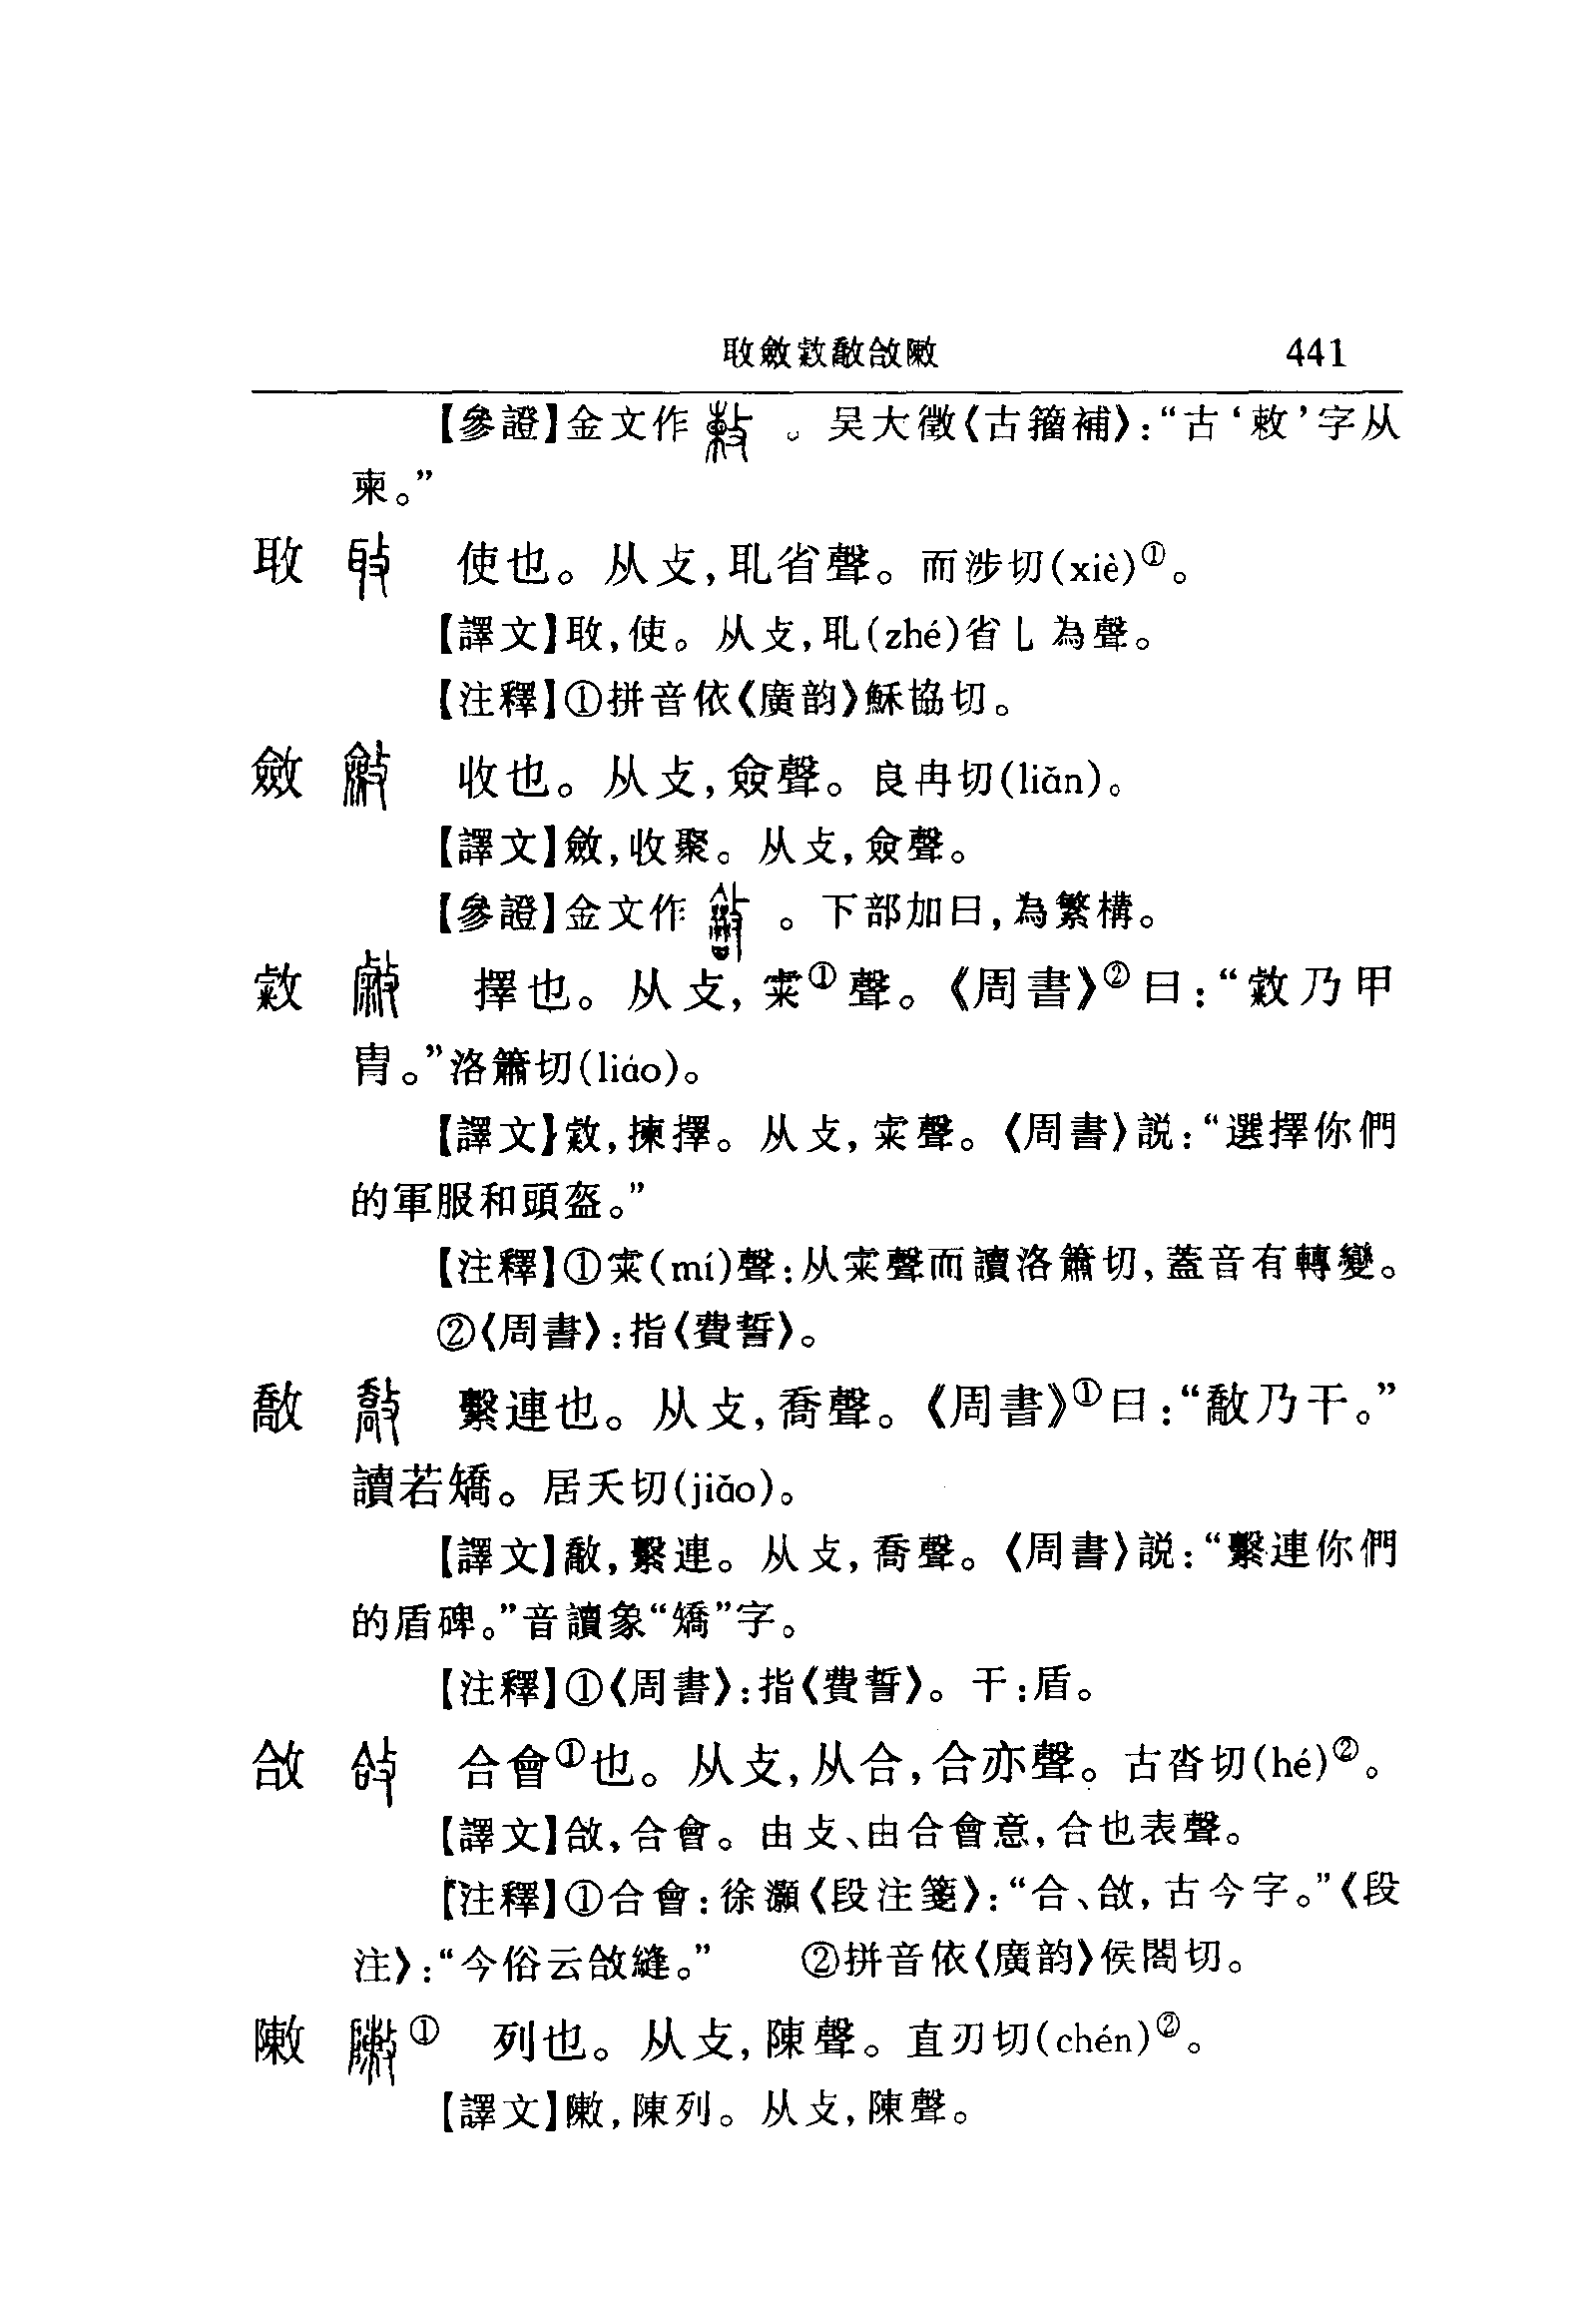 㪇斂敹敿敆敶 441
【參證】金文作 。吴大徵《古籀補》：“古‘敕’字从
柬。”
㪇 使也。从攴，耴省聲。而涉切(xiè)①。
【譯文】㪇，使。从攴，耴(zhé)省乚為聲。
【注釋】①拼音依《廣韵》穌協切。
斂 收也。从攴，僉聲。良冉切(liǎn)。
【譯文】斂，收聚。从攴，僉聲。
【參證】金文作 。下部加曰，為繁構。
敹 擇也。从攴，䆩①聲。《周書》②曰：“敹乃甲
胄。”洛簫切(liáo)。
【譯文】敹，揀擇。从攴，䆩聲。《周書》説：“選擇你們
的軍服和頭盔。”
【注釋】①䆩(mí)聲：从䆩聲而讀洛簫切，蓋音有轉變。
②《周書》：指《費誓》。
敿 繫連也。从攴，喬聲。《周書》①曰：“敿乃干。”
讀若矯。居夭切(jiǎo)。
【譯文】敿，繫連。从攴，喬聲。《周書》説：“繫連你們
的盾碑。”音讀象“矯”字。
【注釋】①《周書》：指《費誓》。干：盾。
敆 合會①也。从攴，从合，合亦聲。古沓切(hé)②。
【譯文】敆，合會。由攴、由合會意，合也表聲。
【注釋】①合會：徐灝《段注箋》：“合、敆，古今字。”《段
注》：“今俗云敆縫。” ②拼音依《廣韵》侯閤切。
敶 ① 列也。从攴，陳聲。直刃切(chén)②。
【譯文】敶，陳列。从攴，陳聲。